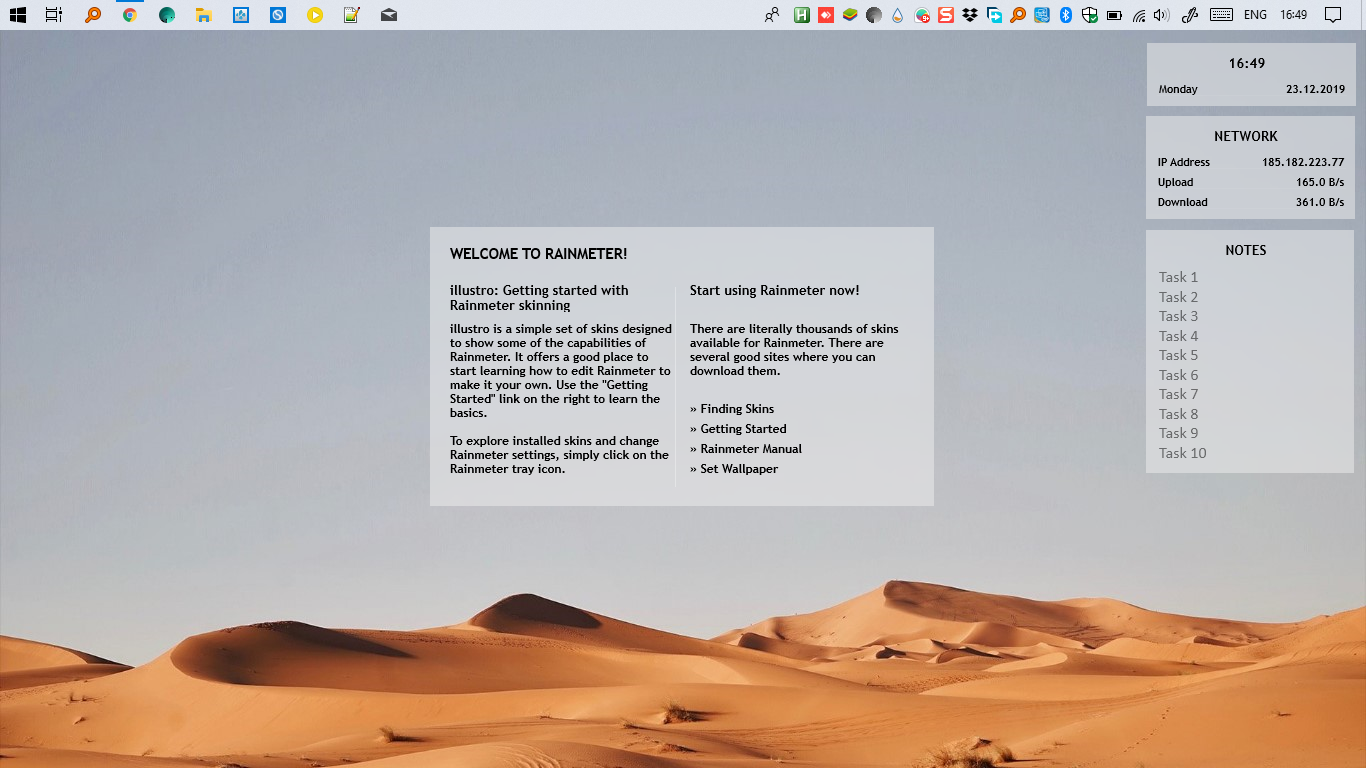 ENG 16:49
16:49
Monday 23.12.2019
NETWORK
IP Address 185.182.223.77
Upload 165.0 B/s
Download 361.0 B/s
WELCOME TO RAINMETER!
illustro: Getting started with
Rainmeter skinning
illustro is a simple set of skins designed
to show some of the capabilities of
Rainmeter. It offers a good place to
start learning how to edit Rainmeter to
make it your own. Use the "Getting
Started" link on the right to learn the
basics.
To explore installed skins and change
Rainmeter settings, simply click on the
Rainmeter tray icon.
Start using Rainmeter now!
There are literally thousands of skins
available for Rainmeter. There are
several good sites where you can
download them.
» Finding Skins
» Getting Started
» Rainmeter Manual
» Set Wallpaper
NOTES
Task 1
Task 2
Task 3
Task 4
Task 5
Task 6
Task 7
Task 8
Task 9
Task 10